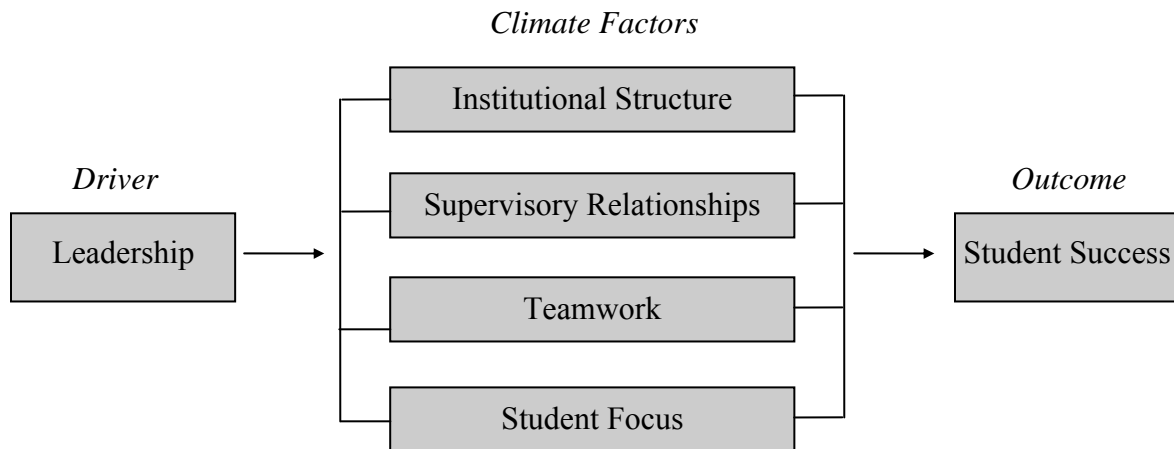 Climate Factors
Institutional Structure
Driver
Supervisory Relationships
Outcome
Leadership
Student Success
Teamwork
Student Focus